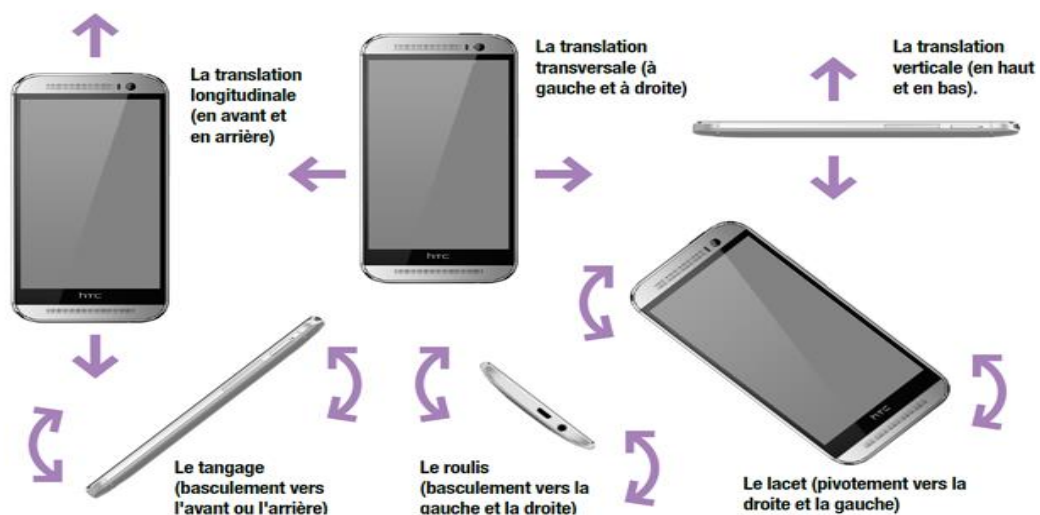 La translation
longitudinale
(en avant et
en arrière)
La translation
transversale (à
gauche et à droite)
La translation
verticale (en haut
et en bas).
hTC
hTC
hTC
Le tangage
(basculement vers
l'avant ou l'arrière)
Le roulis
(basculement vers la
gauche et la droite)
Le lacet (pivotement vers la
droite et la gauche)